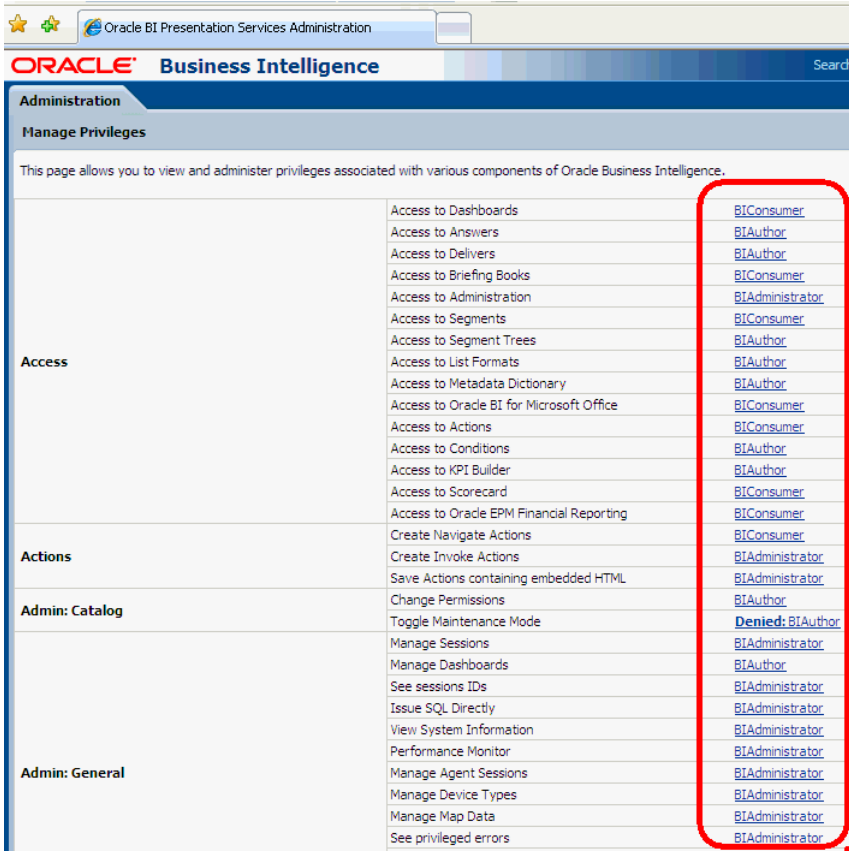 Oracle BI Presentation Services Administration
ORACLE Business Intelligence
Administration
Manage Privileges
This page allows you to view and administer privileges associated with various components of Oracle Business Intelligence.
Access
Access to Dashboards BIConsumer
Access to Answers BIAuthor
Access to Delivers BIAuthor
Access to Briefing Books BIConsumer
Access to Administration BIAdministrator
Access to Segments BIConsumer
Access to Segment Trees BIAuthor
Access to List Formats BIAuthor
Access to Metadata Dictionary BIAuthor
Access to Oracle BI for Microsoft Office BIConsumer
Access to Actions BIConsumer
Access to Conditions BIAuthor
Access to KPI Builder BIAuthor
Access to Scorecard BIConsumer
Access to Oracle EPM Financial Reporting BIConsumer
Actions
Create Navigate Actions BIConsumer
Create Invoke Actions BIAdministrator
Save Actions containing embedded HTML BIAdministrator
Admin: Catalog
Change Permissions BIAuthor
Toggle Maintenance Mode Denied: BIAuthor
Admin: General
Manage Sessions BIAdministrator
Manage Dashboards BIAuthor
See sessions IDs BIAdministrator
Issue SQL Directly BIAdministrator
View System Information BIAdministrator
Performance Monitor BIAdministrator
Manage Agent Sessions BIAdministrator
Manage Device Types BIAdministrator
Manage Map Data BIAdministrator
See privileged errors BIAdministrator